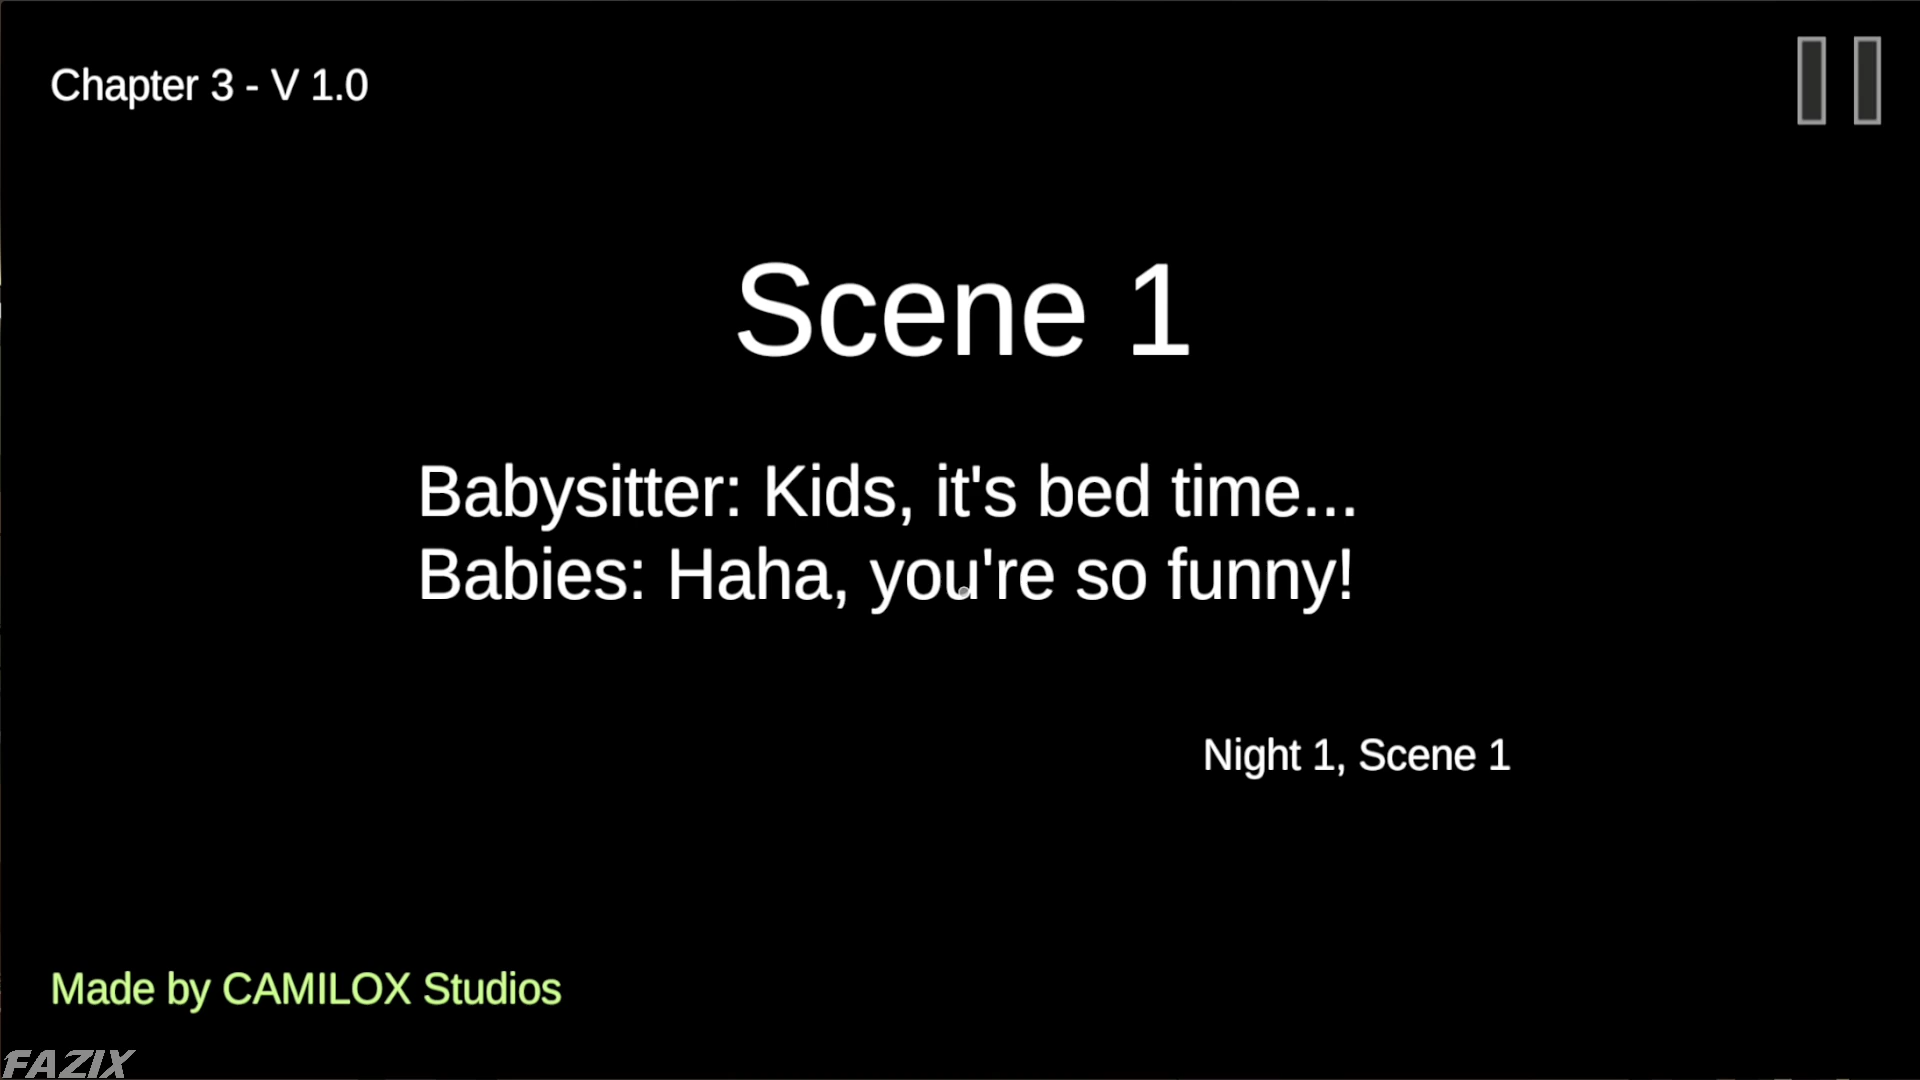 Chapter 3 - V 1.0
Scene 1
Babysitter: Kids, it's bed time...
Babies: Haha, you're so funny!
Night 1, Scene 1
Made by CAMILOX Studios
FAZIX